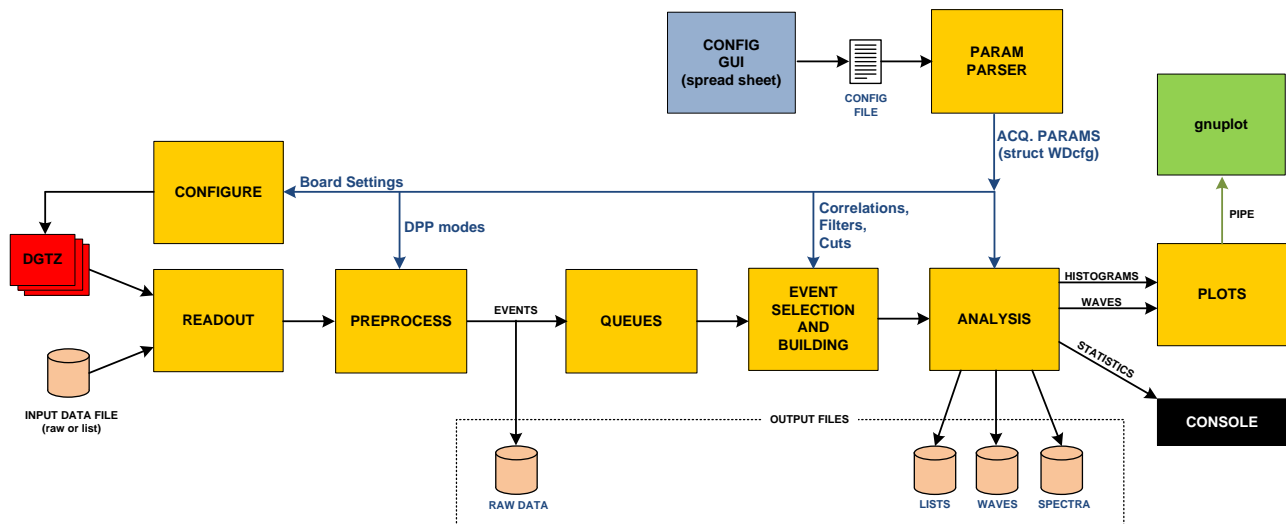 CONFIG
GUI
(spread sheet)
CONFIG
FILE
PARAM
PARSER
gnuplot
ACQ. PARAMS
(struct WDcfg)
CONFIGURE
Board Settings
DPP modes
Correlations,
Filters,
Cuts
PIPE
DGTZ
READOUT
PREPROCESS
EVENTS
QUEUES
EVENT
SELECTION
AND
BUILDING
ANALYSIS
HISTOGRAMS
WAVES
PLOTS
STATISTICS
CONSOLE
INPUT DATA FILE
(raw or list)
OUTPUT FILES
RAW DATA
LISTS
WAVES
SPECTRA